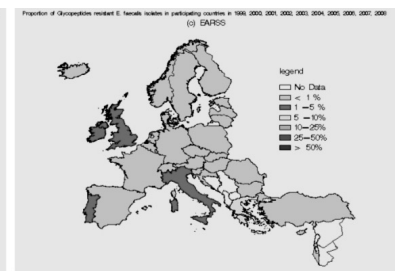 Proportion of Glycopeptides resistant E. faecalis isolates in participating countries in 1999, 2000, 2001, 2002, 2003, 2004, 2005, 2006, 2007, 2008
(c) EARSS
legend
No Data
< 1 %
1 –5 %
5 –10%
10–25%
25–50%
> 50%